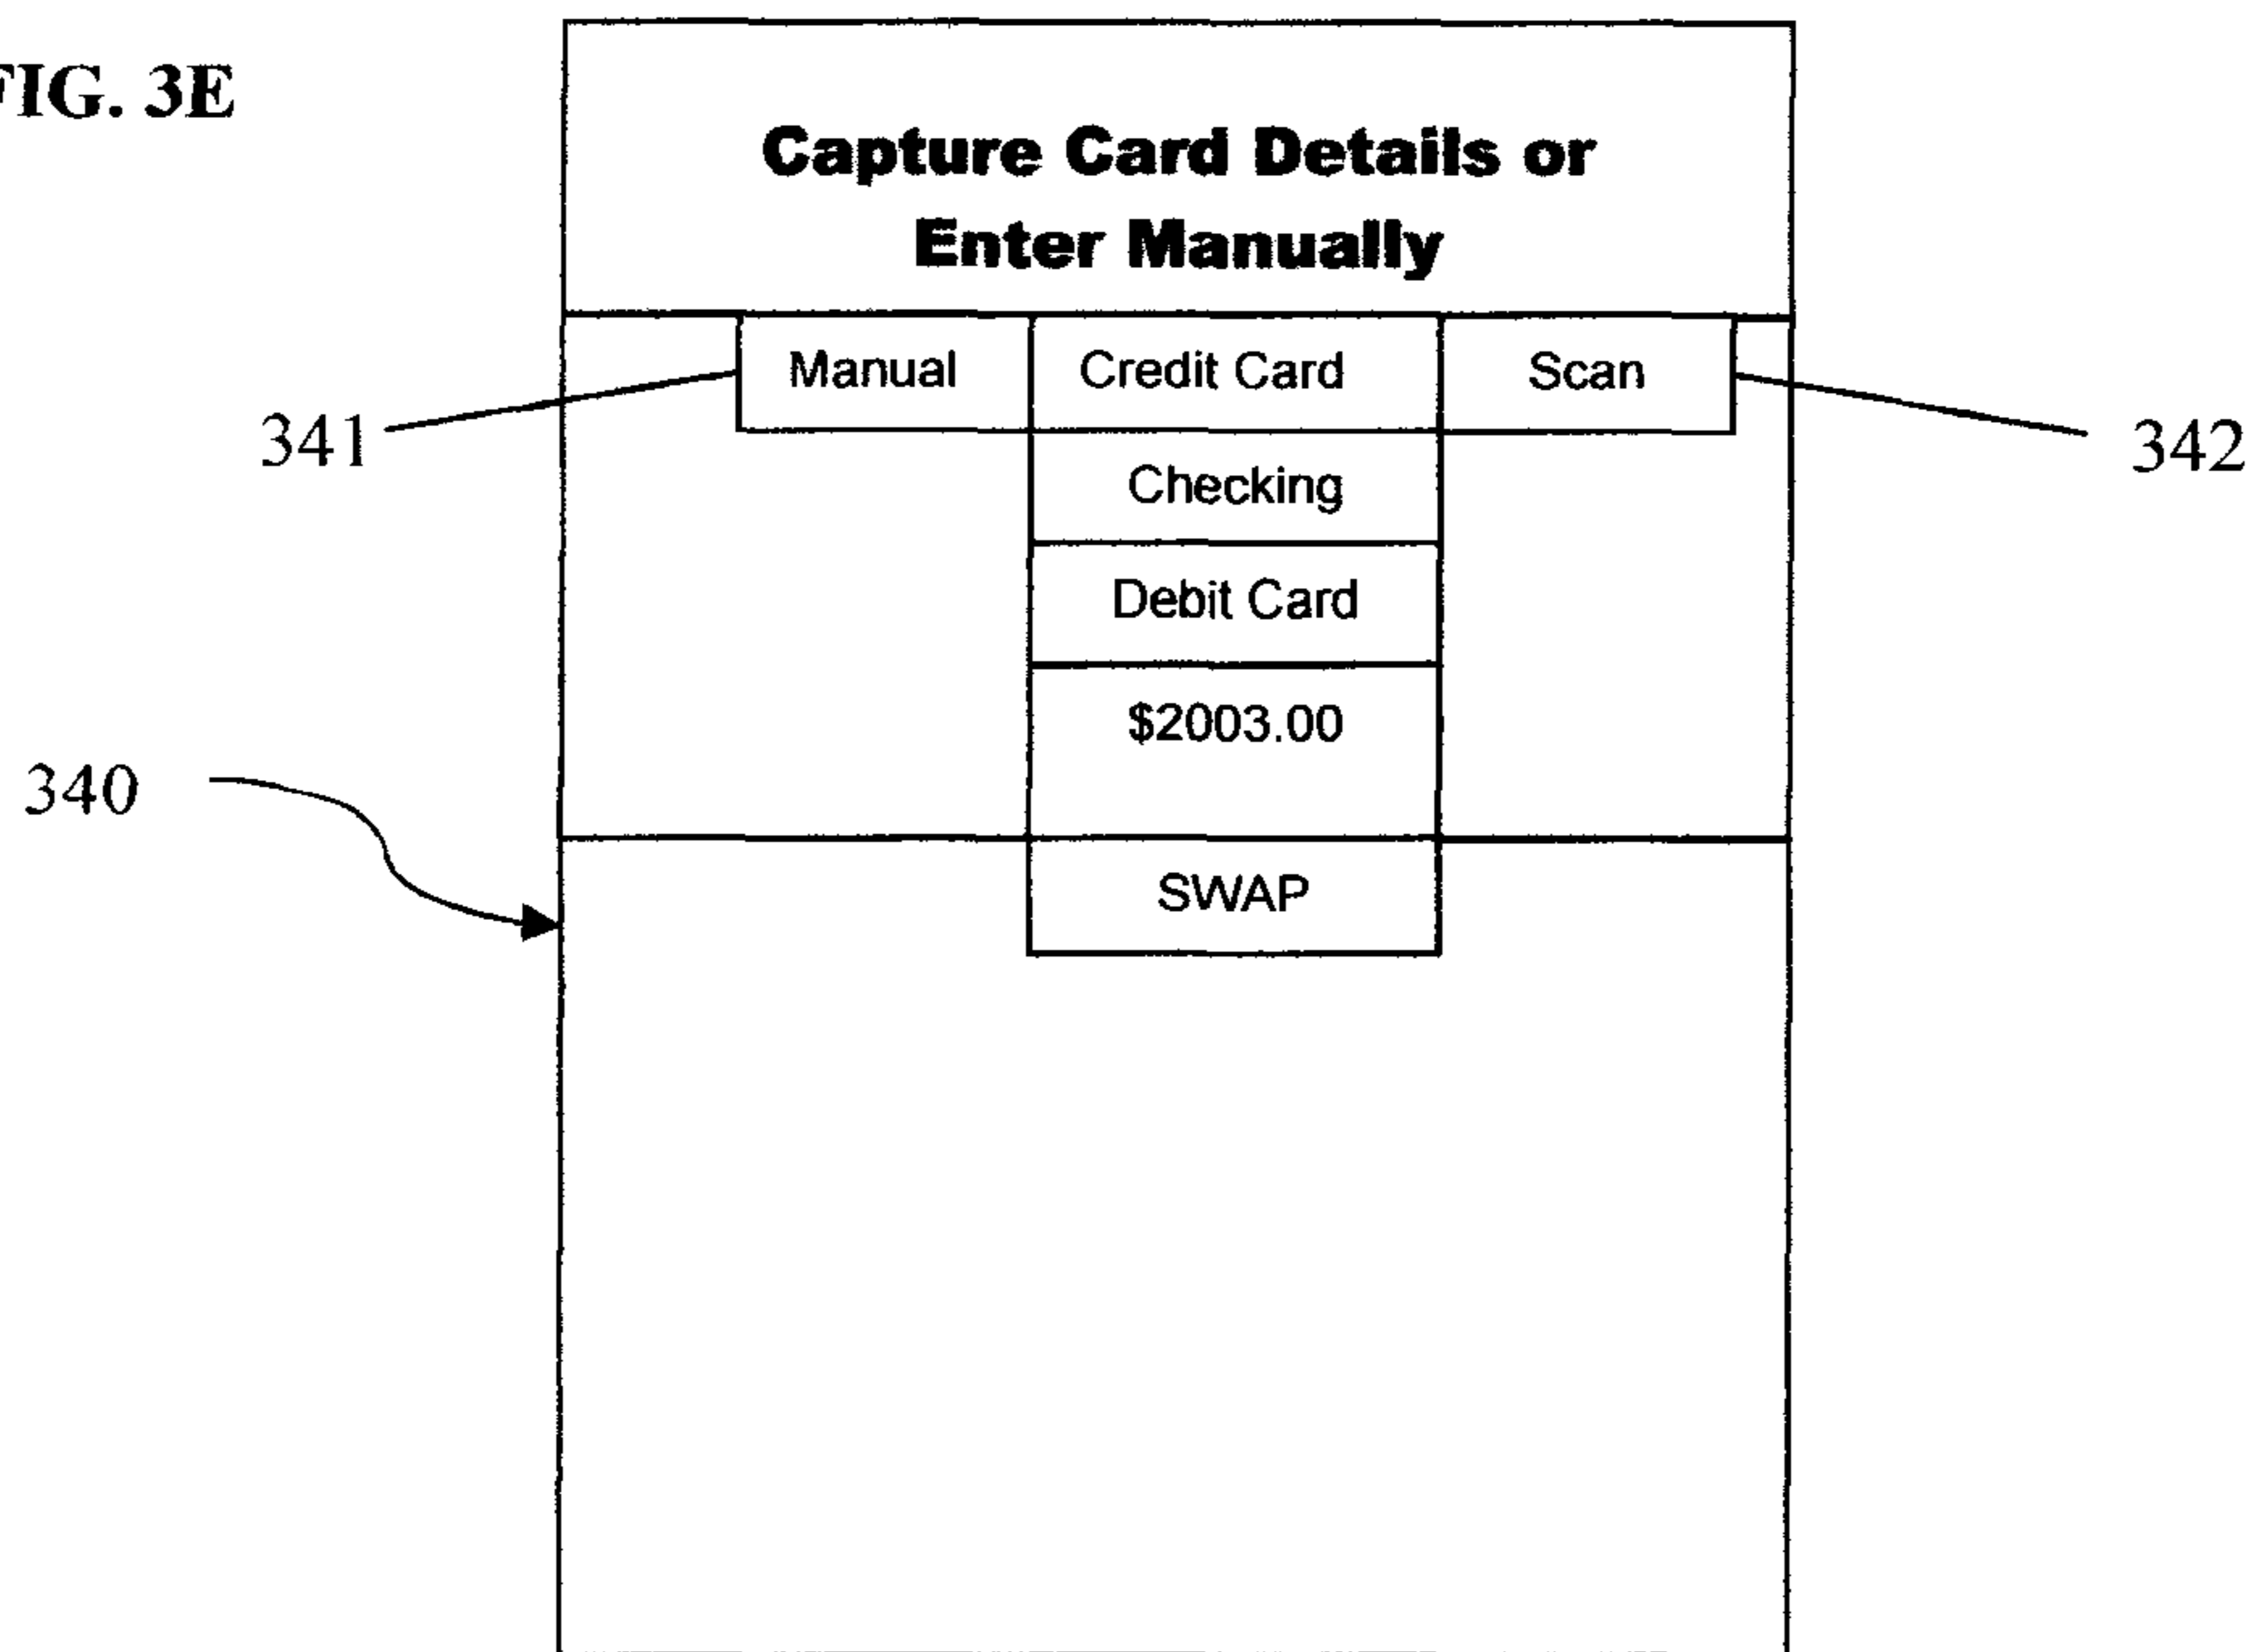 FIG. 3E
Capture Card Details or
Enter Manually
Manual Credit Card Scan
341
342
Checking
Debit Card
$2003.00
340
SWAP